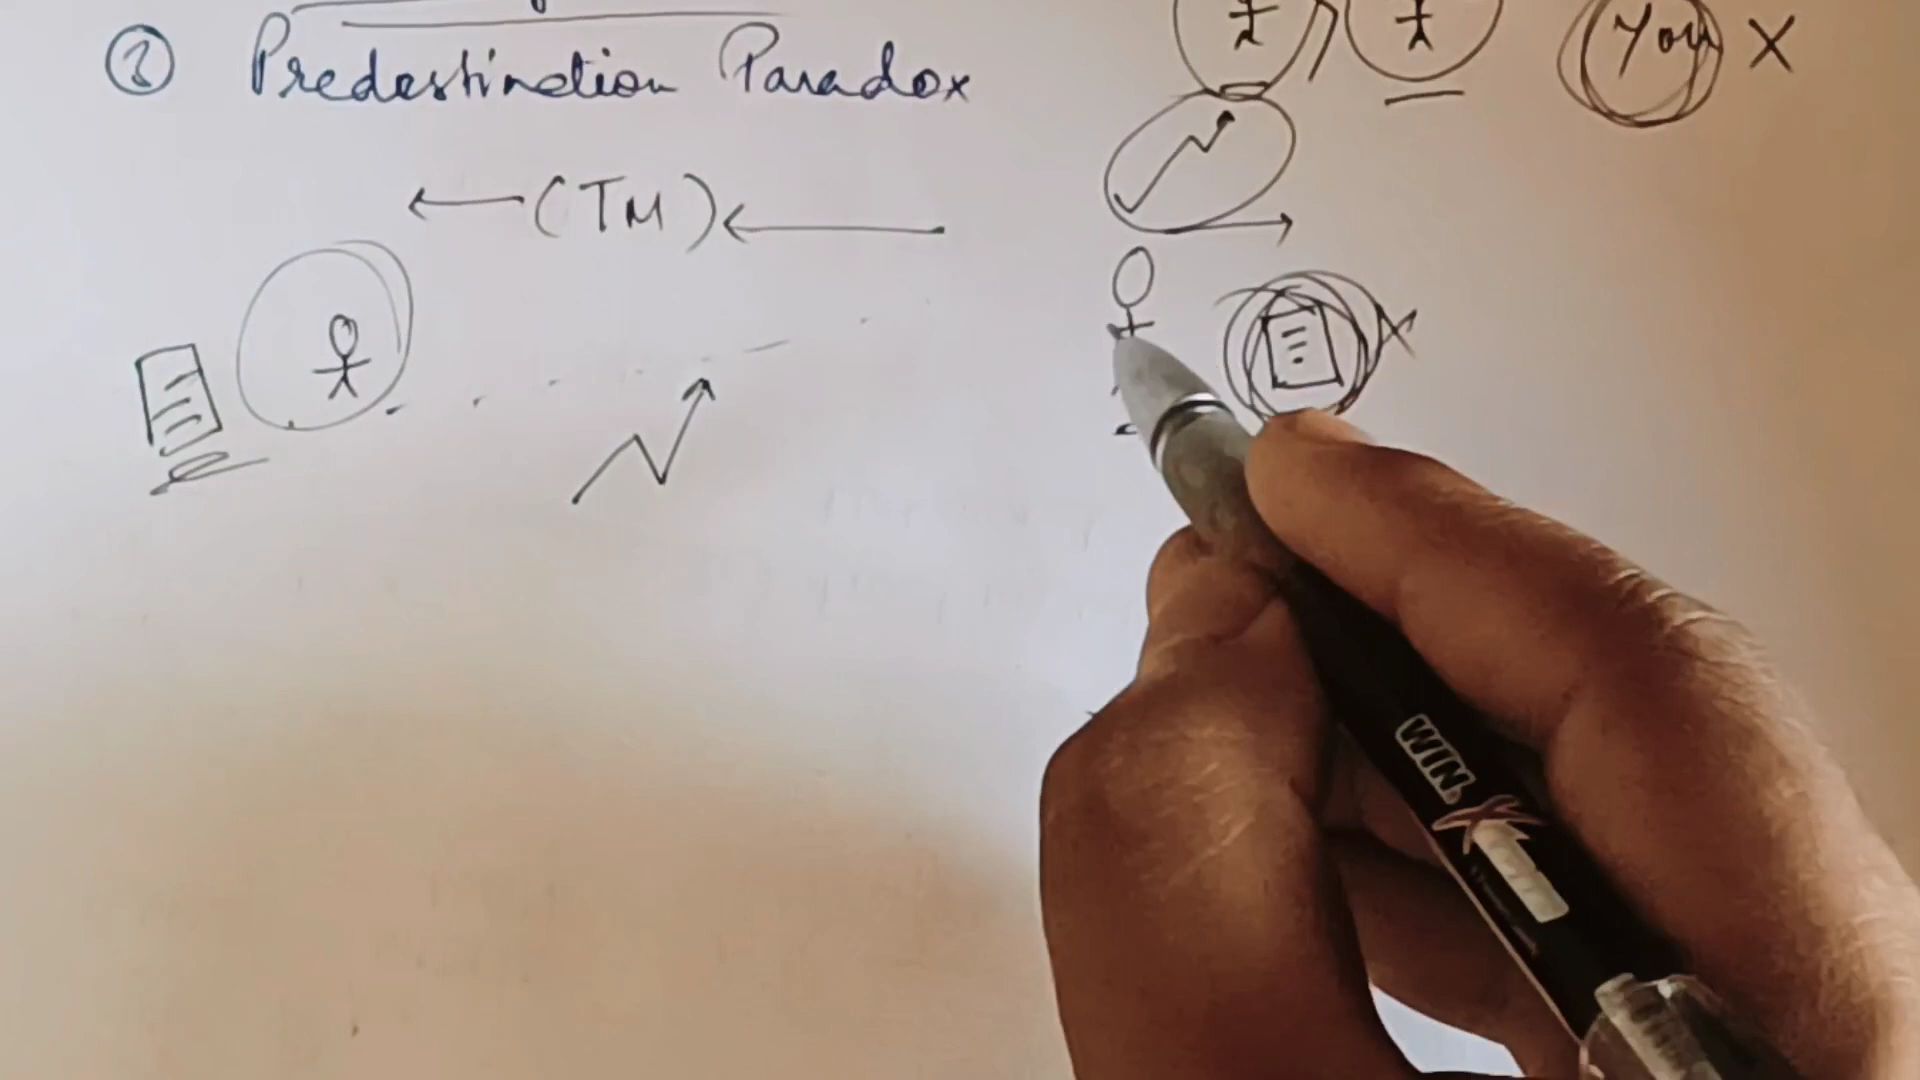 ② Predestination Paradox
You X
← (TM) ←
WIN